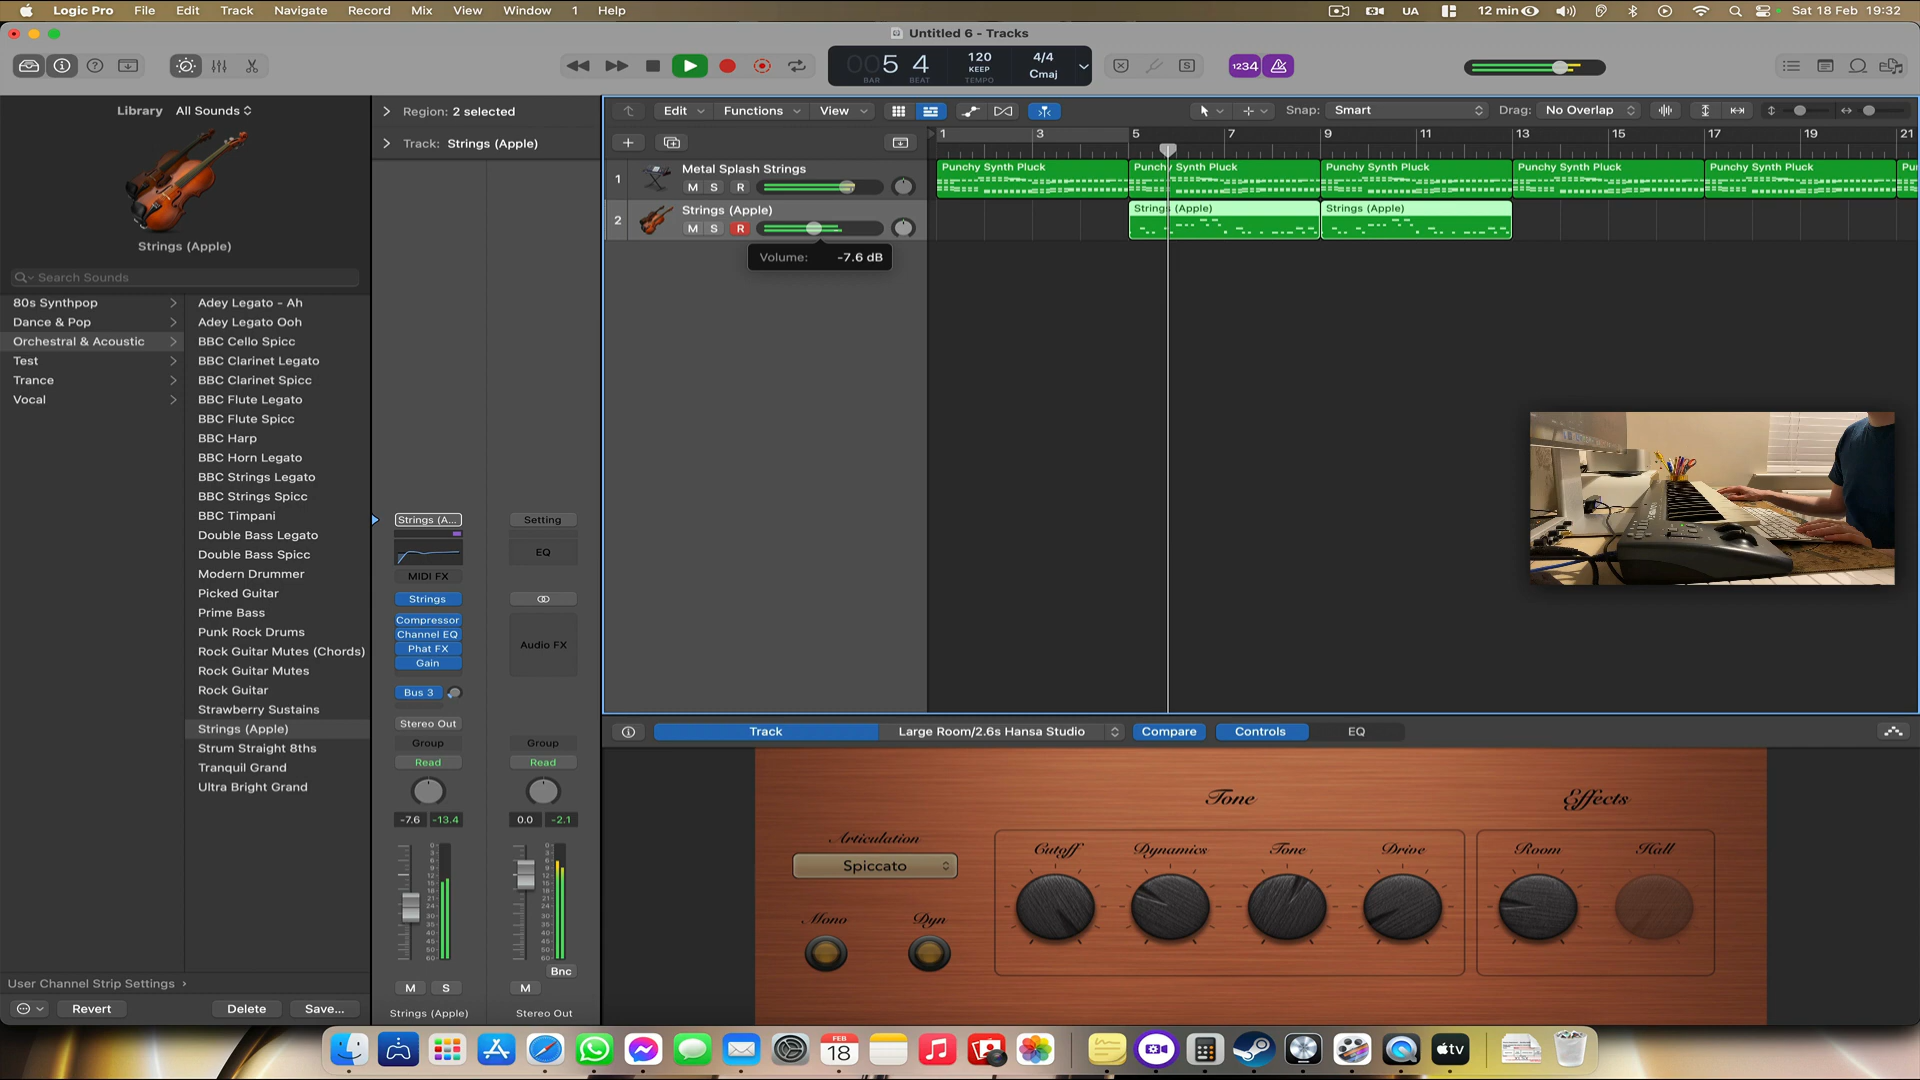 Logic Pro File Edit Track Navigate Record Mix View Window 1 Help
UA 12 min Sat 18 Feb 19:32
Untitled 6 - Tracks
005 4 120 4/4
BAR BEAT KEEP TEMPO Cmaj
1234
Library All Sounds
Strings (Apple)
Search Sounds
80s Synthpop
Dance & Pop
Orchestral & Acoustic
Test
Trance
Vocal
Adey Legato - Ah
Adey Legato Ooh
BBC Cello Spicc
BBC Clarinet Legato
BBC Clarinet Spicc
BBC Flute Legato
BBC Flute Spicc
BBC Harp
BBC Horn Legato
BBC Strings Legato
BBC Strings Spicc
BBC Timpani
Double Bass Legato
Double Bass Spicc
Modern Drummer
Picked Guitar
Prime Bass
Punk Rock Drums
Rock Guitar Mutes (Chords)
Rock Guitar Mutes
Rock Guitar
Strawberry Sustains
Strings (Apple)
Strum Straight 8ths
Tranquil Grand
Ultra Bright Grand
User Channel Strip Settings
Revert Delete Save...
Region: 2 selected
Track: Strings (Apple)
Strings (A... Setting
EQ
MIDI FX
Strings
Compressor
Channel EQ
Phat FX
Gain
Audio FX
Bus 3
Stereo Out
Group Group
Read Read
-7.6 -13.4 0.0 -2.1
Bnc
M S M
Strings (Apple) Stereo Out
Edit Functions View
Snap: Smart Drag: No Overlap
1 3 5 7 9 11 13 15 17 19 21
1 Metal Splash Strings
M S R
2 Strings (Apple)
M S R
Volume: -7.6 dB
Punchy Synth Pluck Punchy Synth Pluck Punchy Synth Pluck Punchy Synth Pluck Punchy Synth Pluck Pu
Strings (Apple) Strings (Apple)
Track Large Room/2.6s Hansa Studio Compare Controls EQ
Tone Effects
Articulation
Spiccato
Mono Dyn
Cutoff Dynamics Tone Drive Room Hall
FEB
18
tv